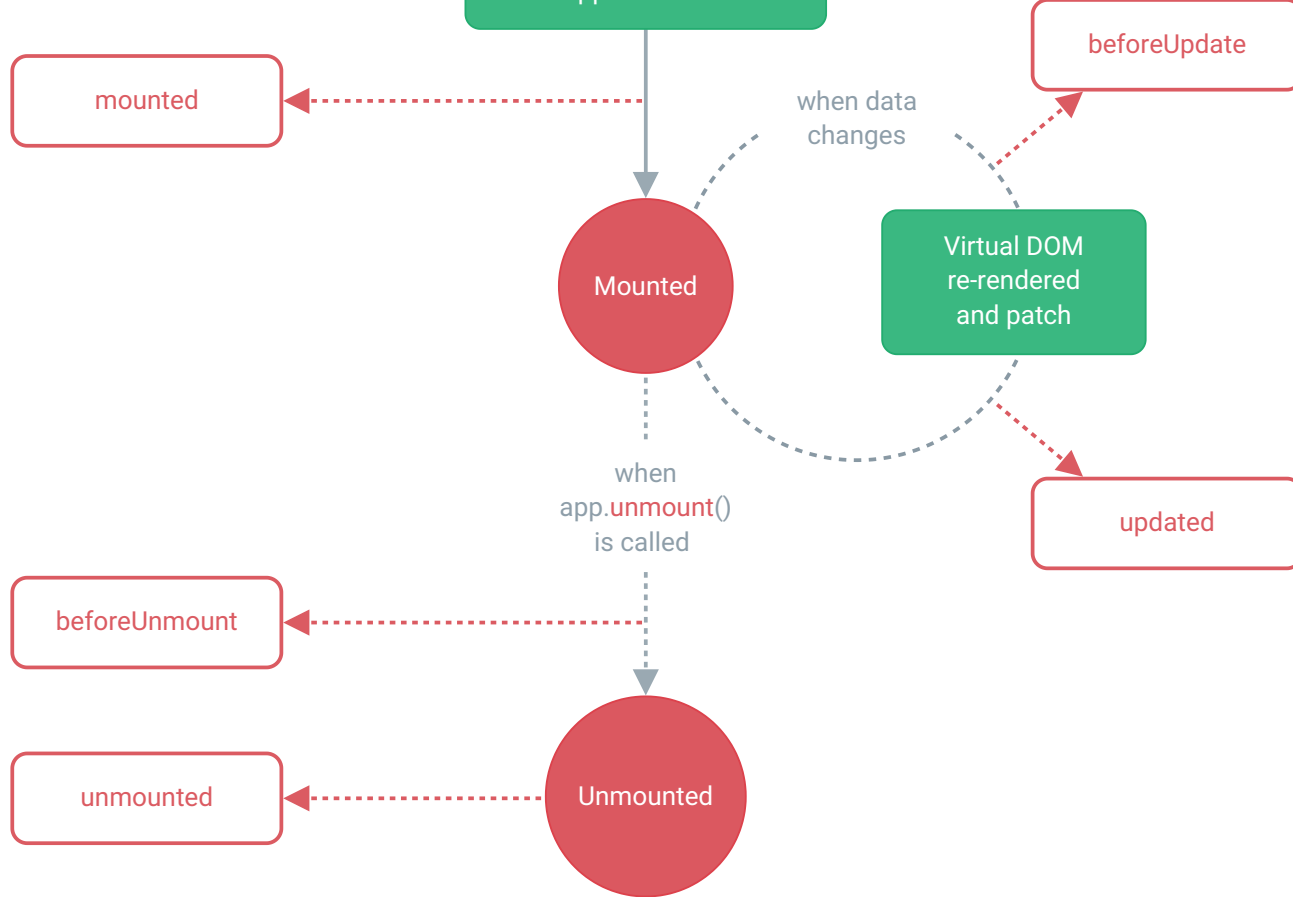 mounted
beforeUpdate
when data
changes
Mounted
Virtual DOM
re-rendered
and patch
when
app.unmount()
is called
updated
beforeUnmount
unmounted
Unmounted